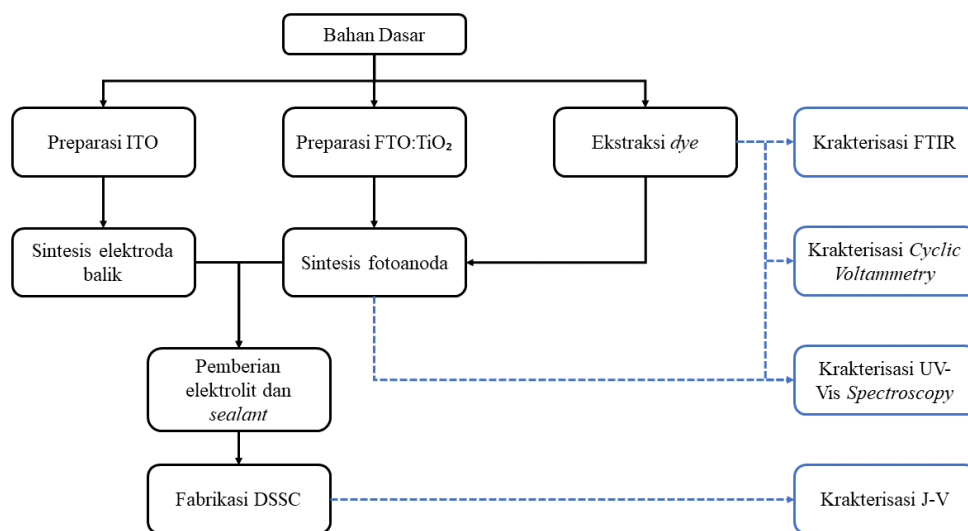 Bahan Dasar
Preparasi ITO
Preparasi FTO:TiO₂
Ekstraksi dye
Krakterisasi FTIR
Sintesis elektroda
balik
Sintesis fotoanoda
Krakterisasi Cyclic
Voltammetry
Pemberian
elektrolit dan
sealant
Krakterisasi UV-
Vis Spectroscopy
Fabrikasi DSSC
Krakterisasi J-V